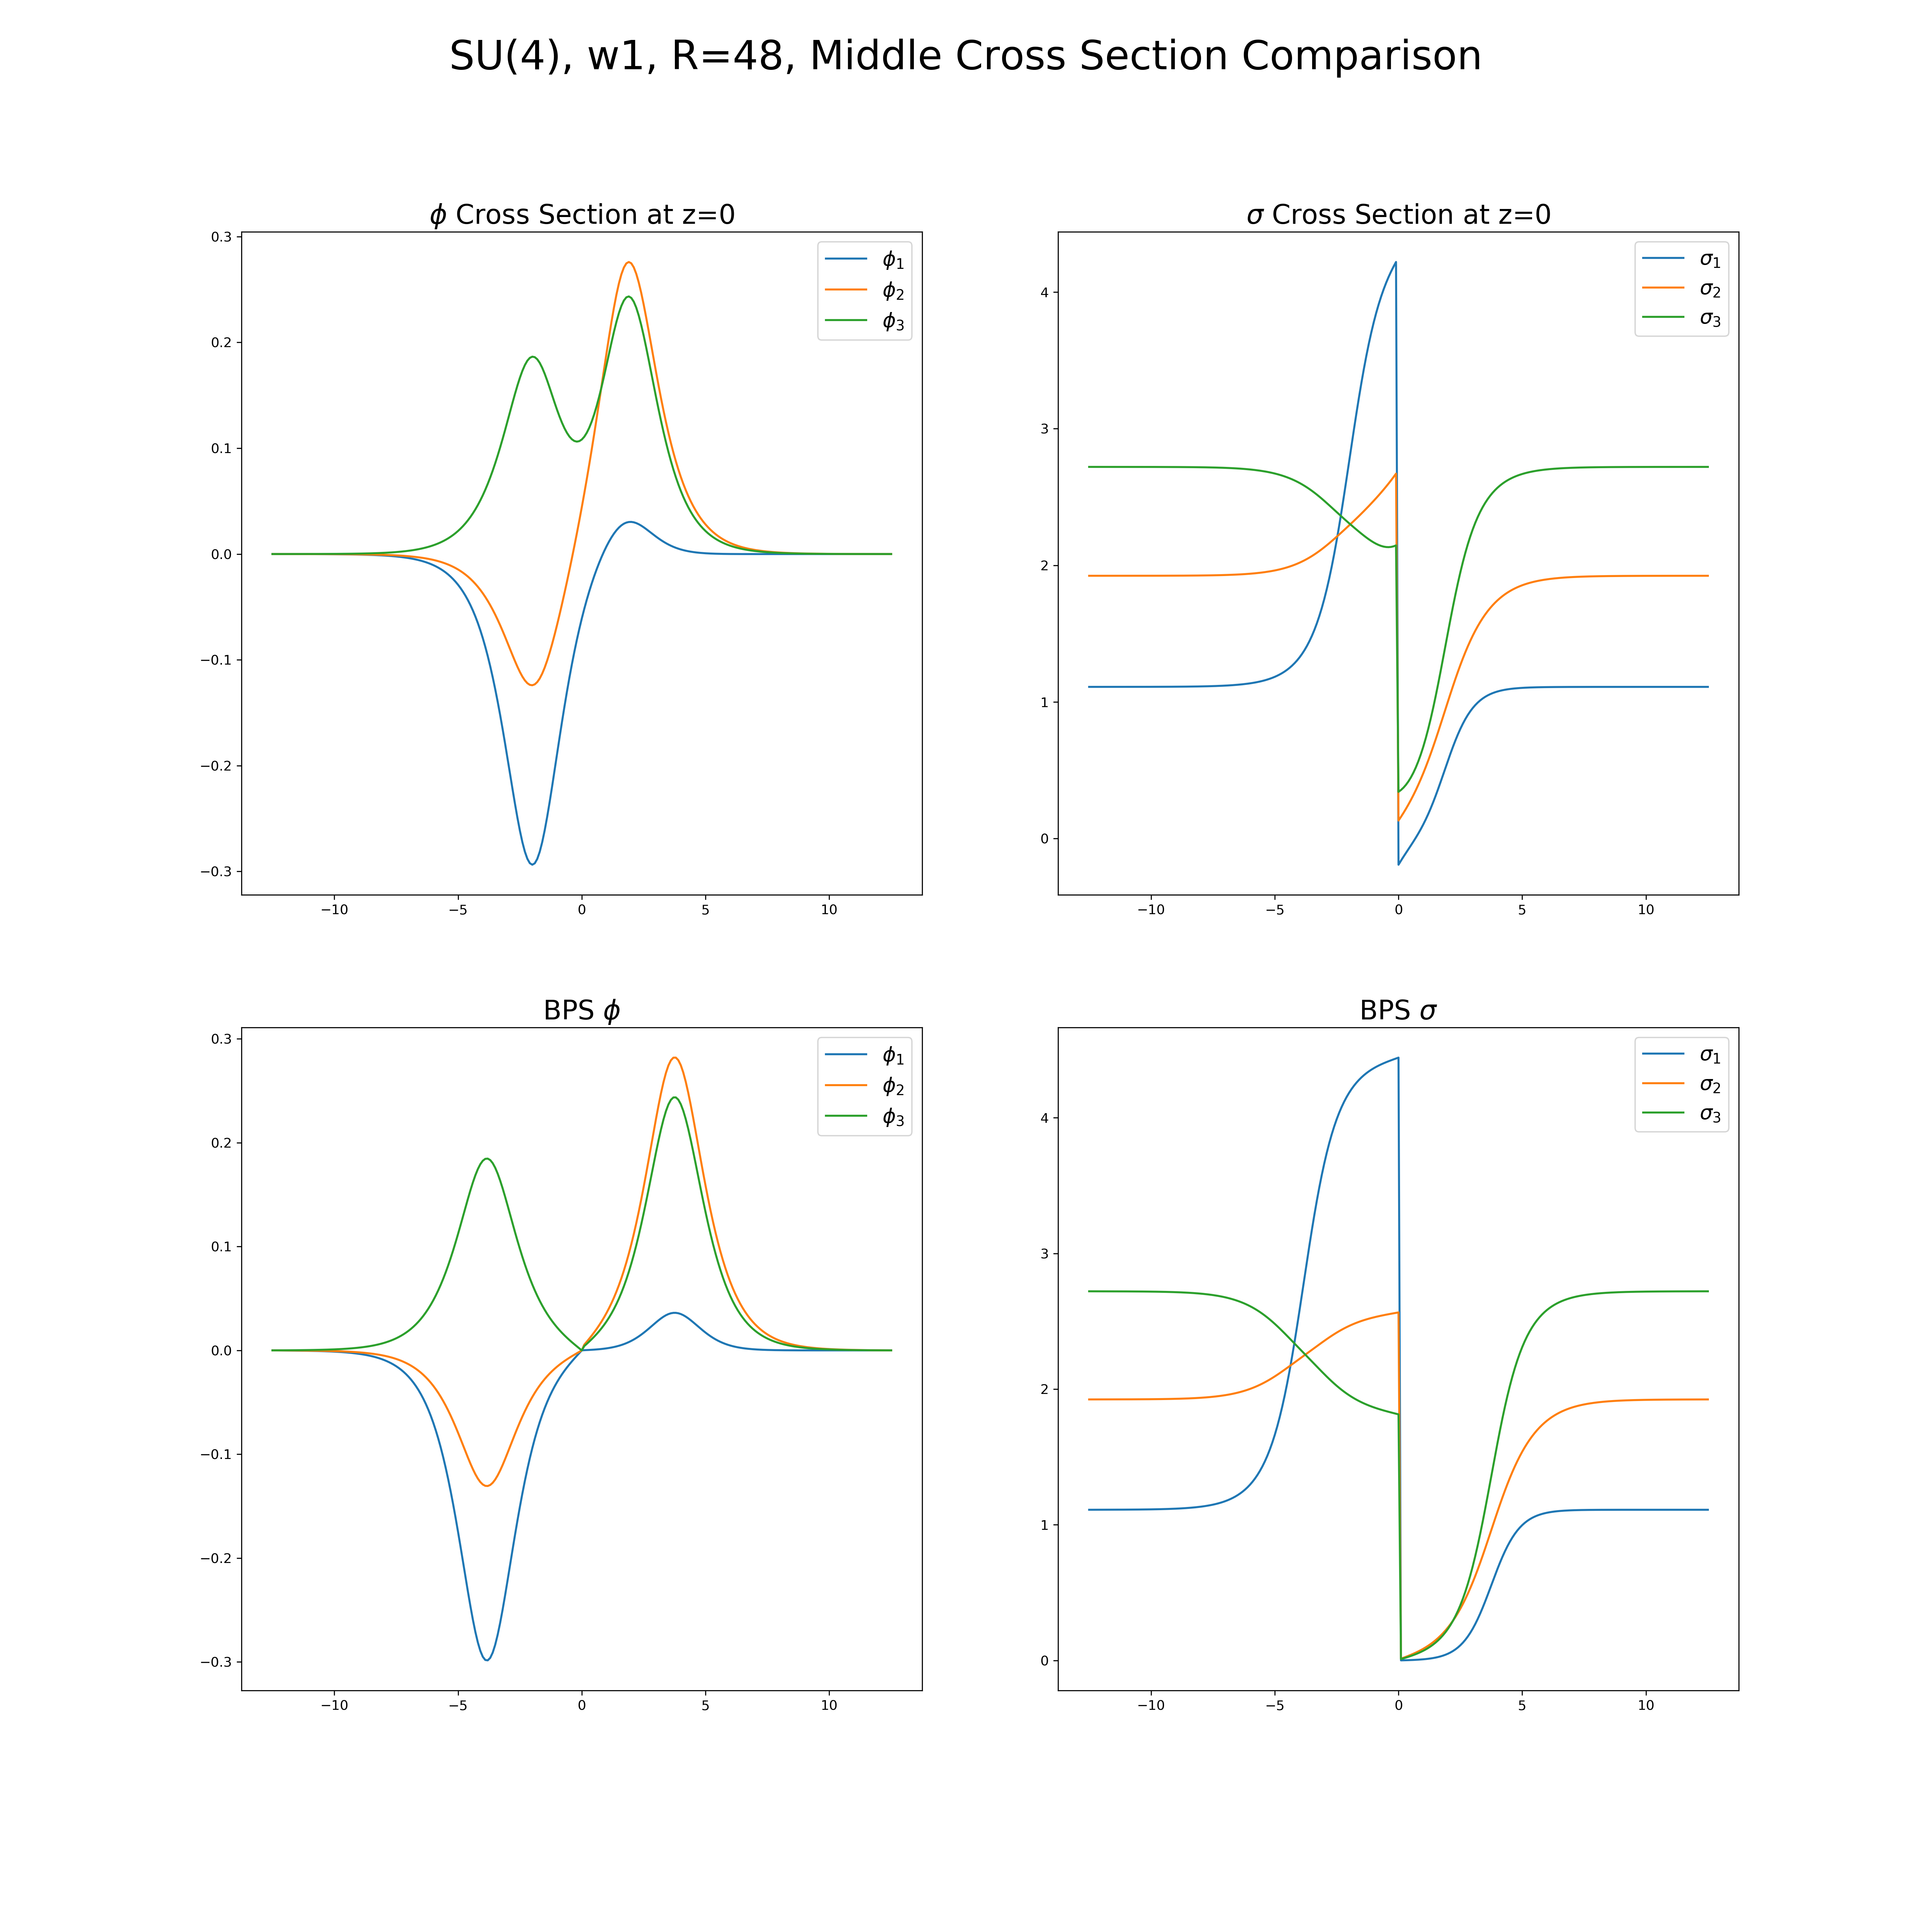 SU(4), w1, R=48, Middle Cross Section Comparison
ϕ Cross Section at z=0
0.3
0.2
0.1
0.0
−0.1
−0.2
−0.3
−10 −5 0 5 10
ϕ1
ϕ2
ϕ3
σ Cross Section at z=0
4
3
2
1
0
−10 −5 0 5 10
σ1
σ2
σ3
BPS ϕ
0.3
0.2
0.1
0.0
−0.1
−0.2
−0.3
−10 −5 0 5 10
ϕ1
ϕ2
ϕ3
BPS σ
4
3
2
1
0
−10 −5 0 5 10
σ1
σ2
σ3